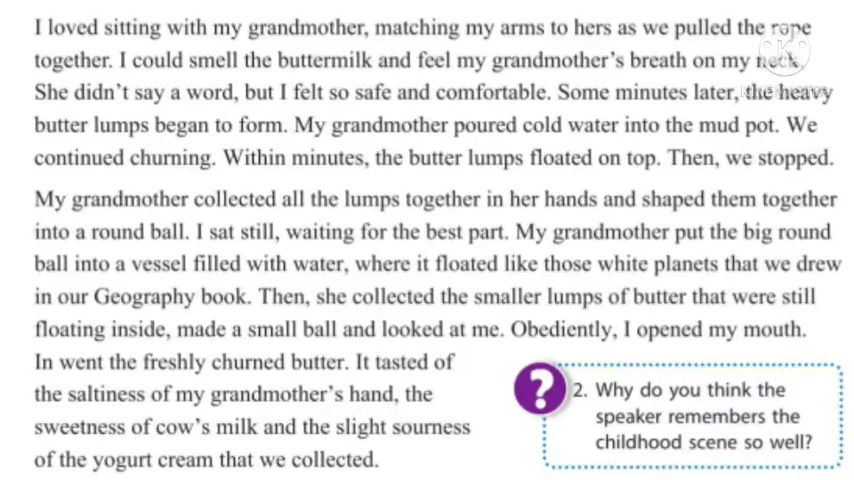 I loved sitting with my grandmother, matching my arms to hers as we pulled the rope
together. I could smell the buttermilk and feel my grandmother's breath on my neck.
She didn't say a word, but I felt so safe and comfortable. Some minutes later, the heavy
butter lumps began to form. My grandmother poured cold water into the mud pot. We
continued churning. Within minutes, the butter lumps floated on top. Then, we stopped.
My grandmother collected all the lumps together in her hands and shaped them together
into a round ball. I sat still, waiting for the best part. My grandmother put the big round
ball into a vessel filled with water, where it floated like those white planets that we drew
in our Geography book. Then, she collected the smaller lumps of butter that were still
floating inside, made a small ball and looked at me. Obediently, I opened my mouth.
In went the freshly churned butter. It tasted of
the saltiness of my grandmother's hand, the
sweetness of cow's milk and the slight sourness
of the yogurt cream that we collected.
?
2. Why do you think the
speaker remembers the
childhood scene so well?